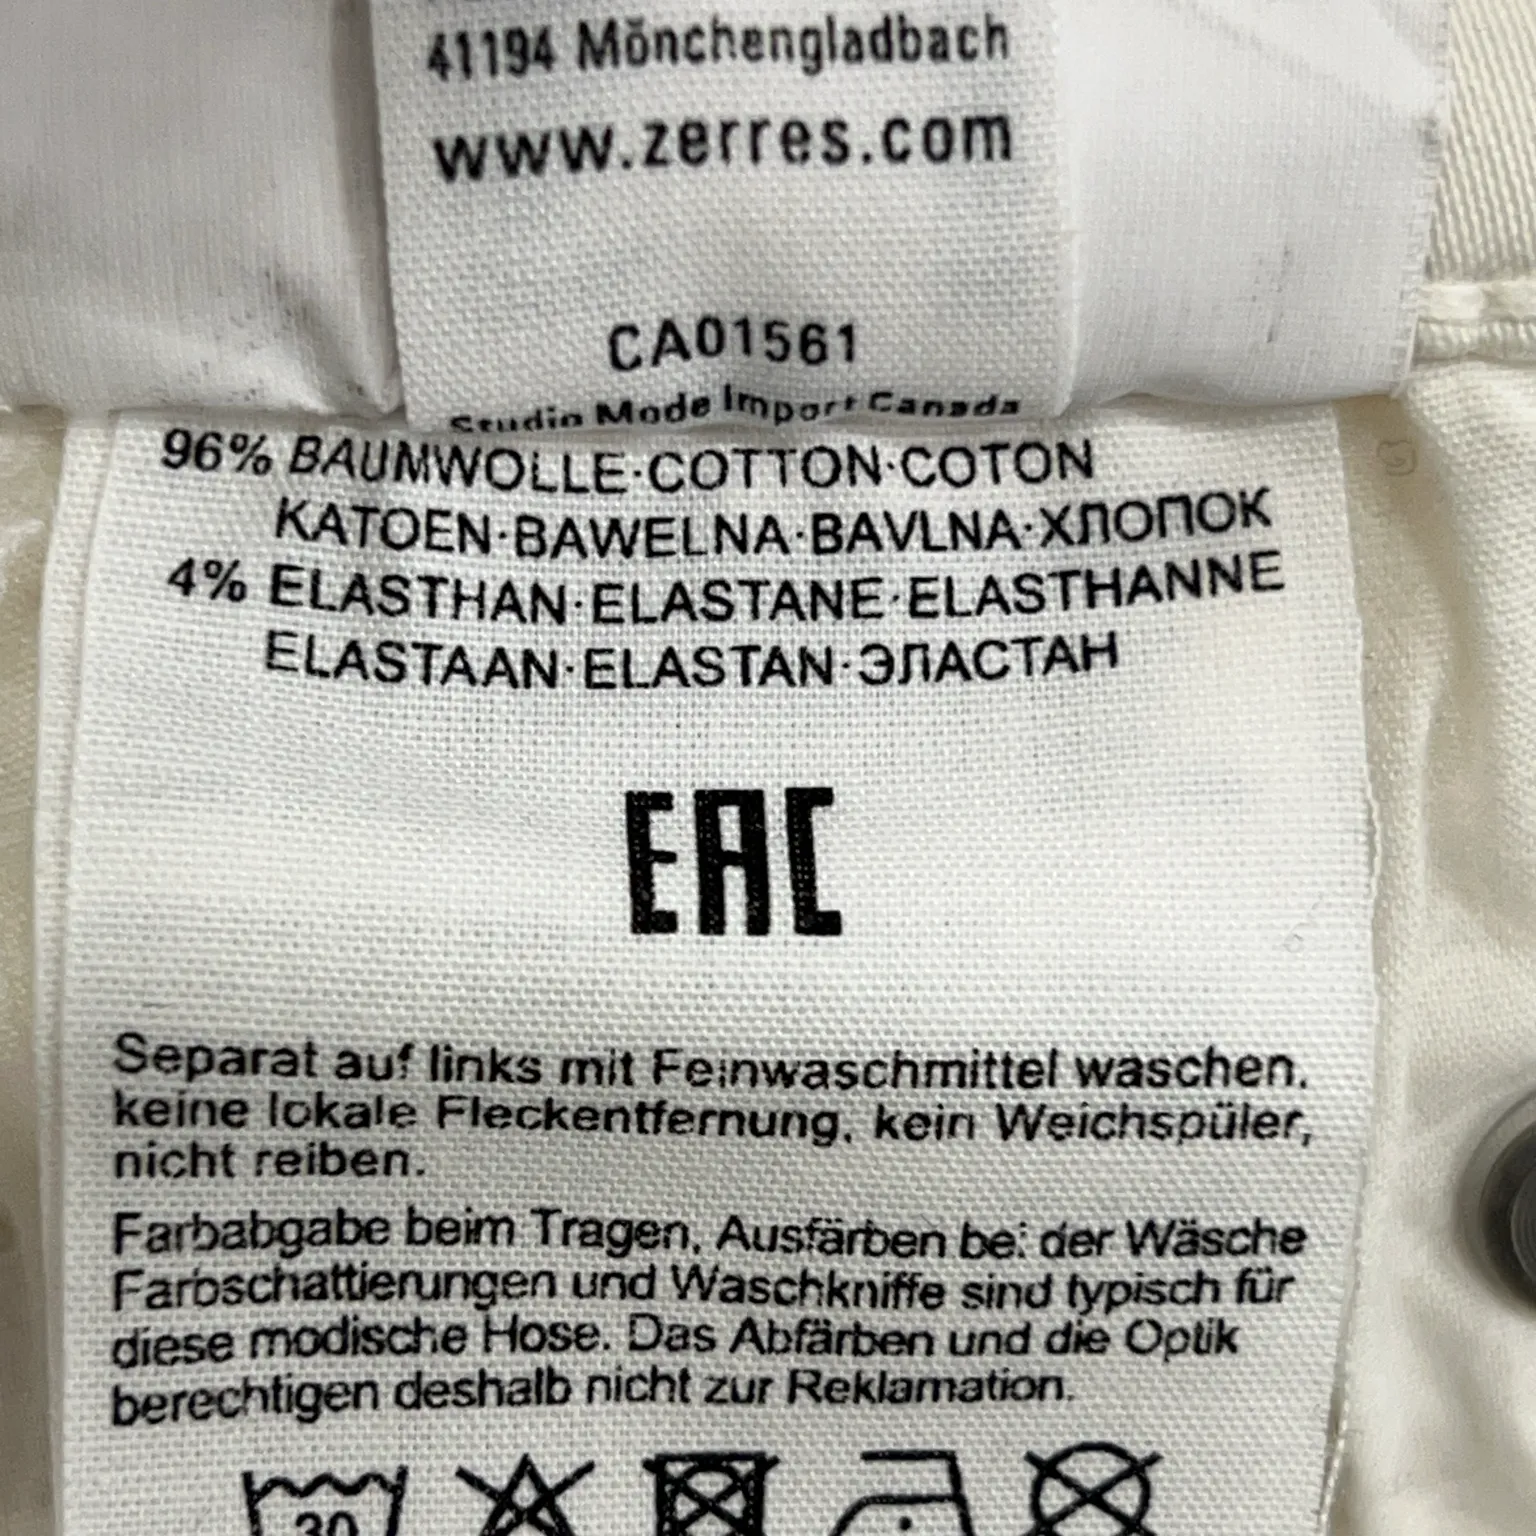 41194 Mönchengladbach
www.zerres.com
CA01561
Studio Mode Import Canada
96% BAUMWOLLE·COTTON·COTON
KATOEN·BAWELNA·BAVLNA·ХЛОПОК
4% ELASTHAN·ELASTANE·ELASTHANNE
ELASTAAN·ELASTAN·ЭЛАСТАН
EAC
Separat auf links mit Feinwaschmittel waschen,
keine lokale Fleckentfernung, kein Weichspüler,
nicht reiben.
Farbabgabe beim Tragen, Ausfärben bei der Wäsche
Farbschattierungen und Waschkniffe sind typisch für
diese modische Hose. Das Abfärben und die Optik
berechtigen deshalb nicht zur Reklamation.
30